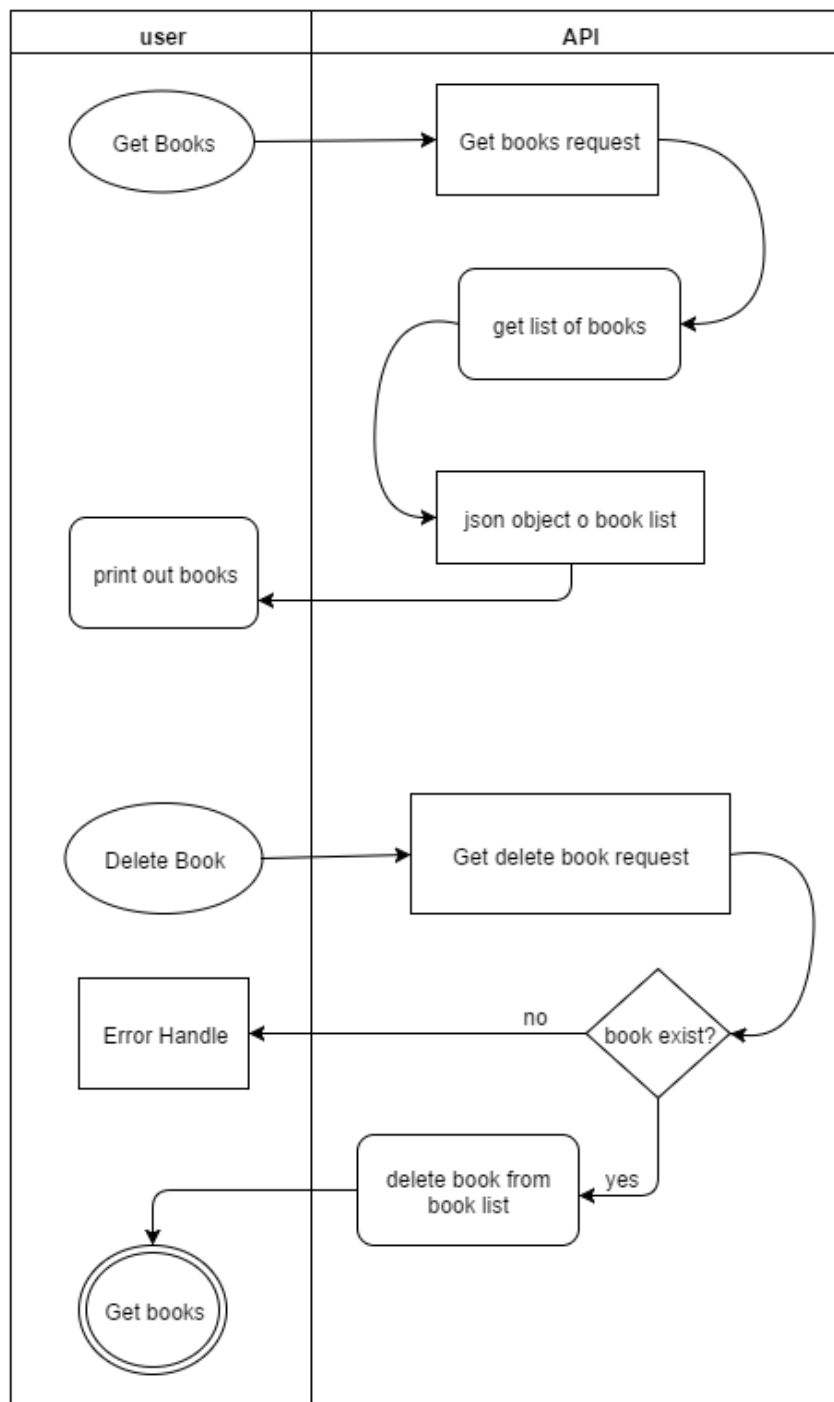 user
API
Get Books
Get books request
get list of books
json object o book list
print out books
Delete Book
Get delete book request
Error Handle
no
book exist?
yes
delete book from
book list
Get books